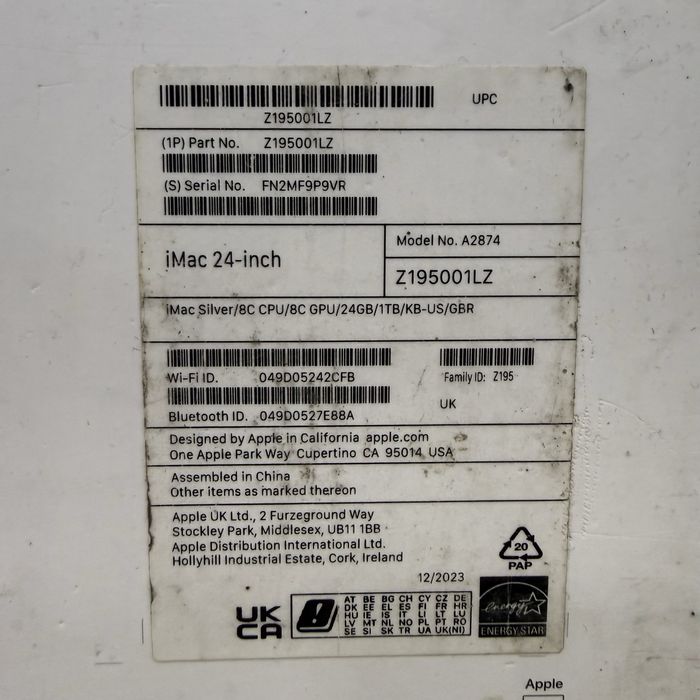 UPC
Z195001LZ
(1P) Part No. Z195001LZ
(S) Serial No. FN2MF9P9VR
iMac 24-inch
Model No. A2874
Z195001LZ
iMac Silver/8C CPU/8C GPU/24GB/1TB/KB-US/GBR
Wi-Fi ID. 049D05242CFB
Family ID: Z195
Bluetooth ID. 049D0527E88A
UK
Designed by Apple in California apple.com
One Apple Park Way Cupertino CA 95014 USA
Assembled in China
Other items as marked thereon
Apple UK Ltd., 2 Furzeground Way
Stockley Park, Middlesex, UB11 1BB
Apple Distribution International Ltd.
Hollyhill Industrial Estate, Cork, Ireland
20
PAP
12/2023
UK
CA
AT BE BG CH CY CZ DE
DK EE EL ES FI FR HR
HU IE IS IT LI LT LU
LV MT NL NO PL PT RO
SE SI SK TR UA UK(NI)
energy
ENERGY STAR
Apple